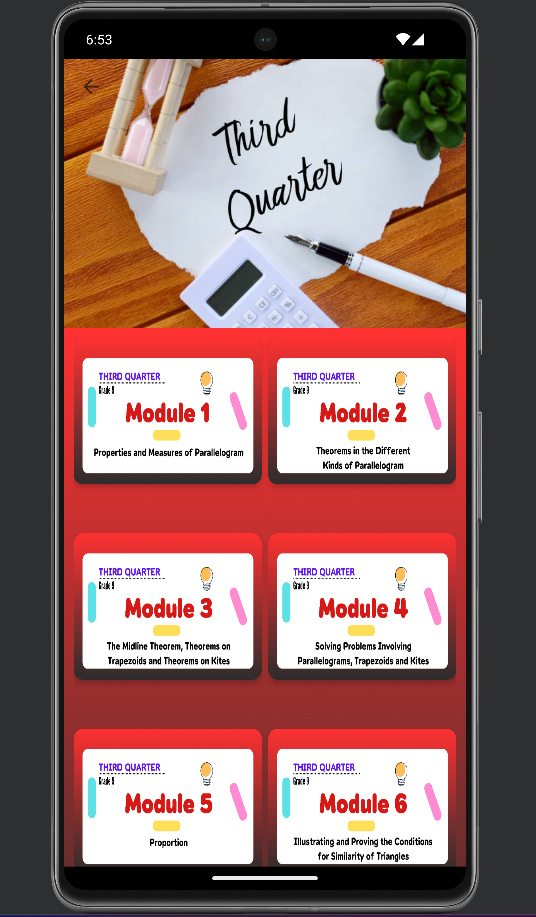 6:53
Third
Quarter
THIRD QUARTER
Grade 9
Module 1
Properties and Measures of Parallelogram
THIRD QUARTER
Grade 9
Module 2
Theorems in the Different
Kinds of Parallelogram
THIRD QUARTER
Grade 9
Module 3
The Midline Theorem, Theorems on
Trapezoids and Theorems on Kites
THIRD QUARTER
Grade 9
Module 4
Solving Problems Involving
Parallelograms, Trapezoids and Kites
THIRD QUARTER
Grade 9
Module 5
Proportion
THIRD QUARTER
Grade 9
Module 6
Illustrating and Proving the Conditions
for Similarity of Triangles